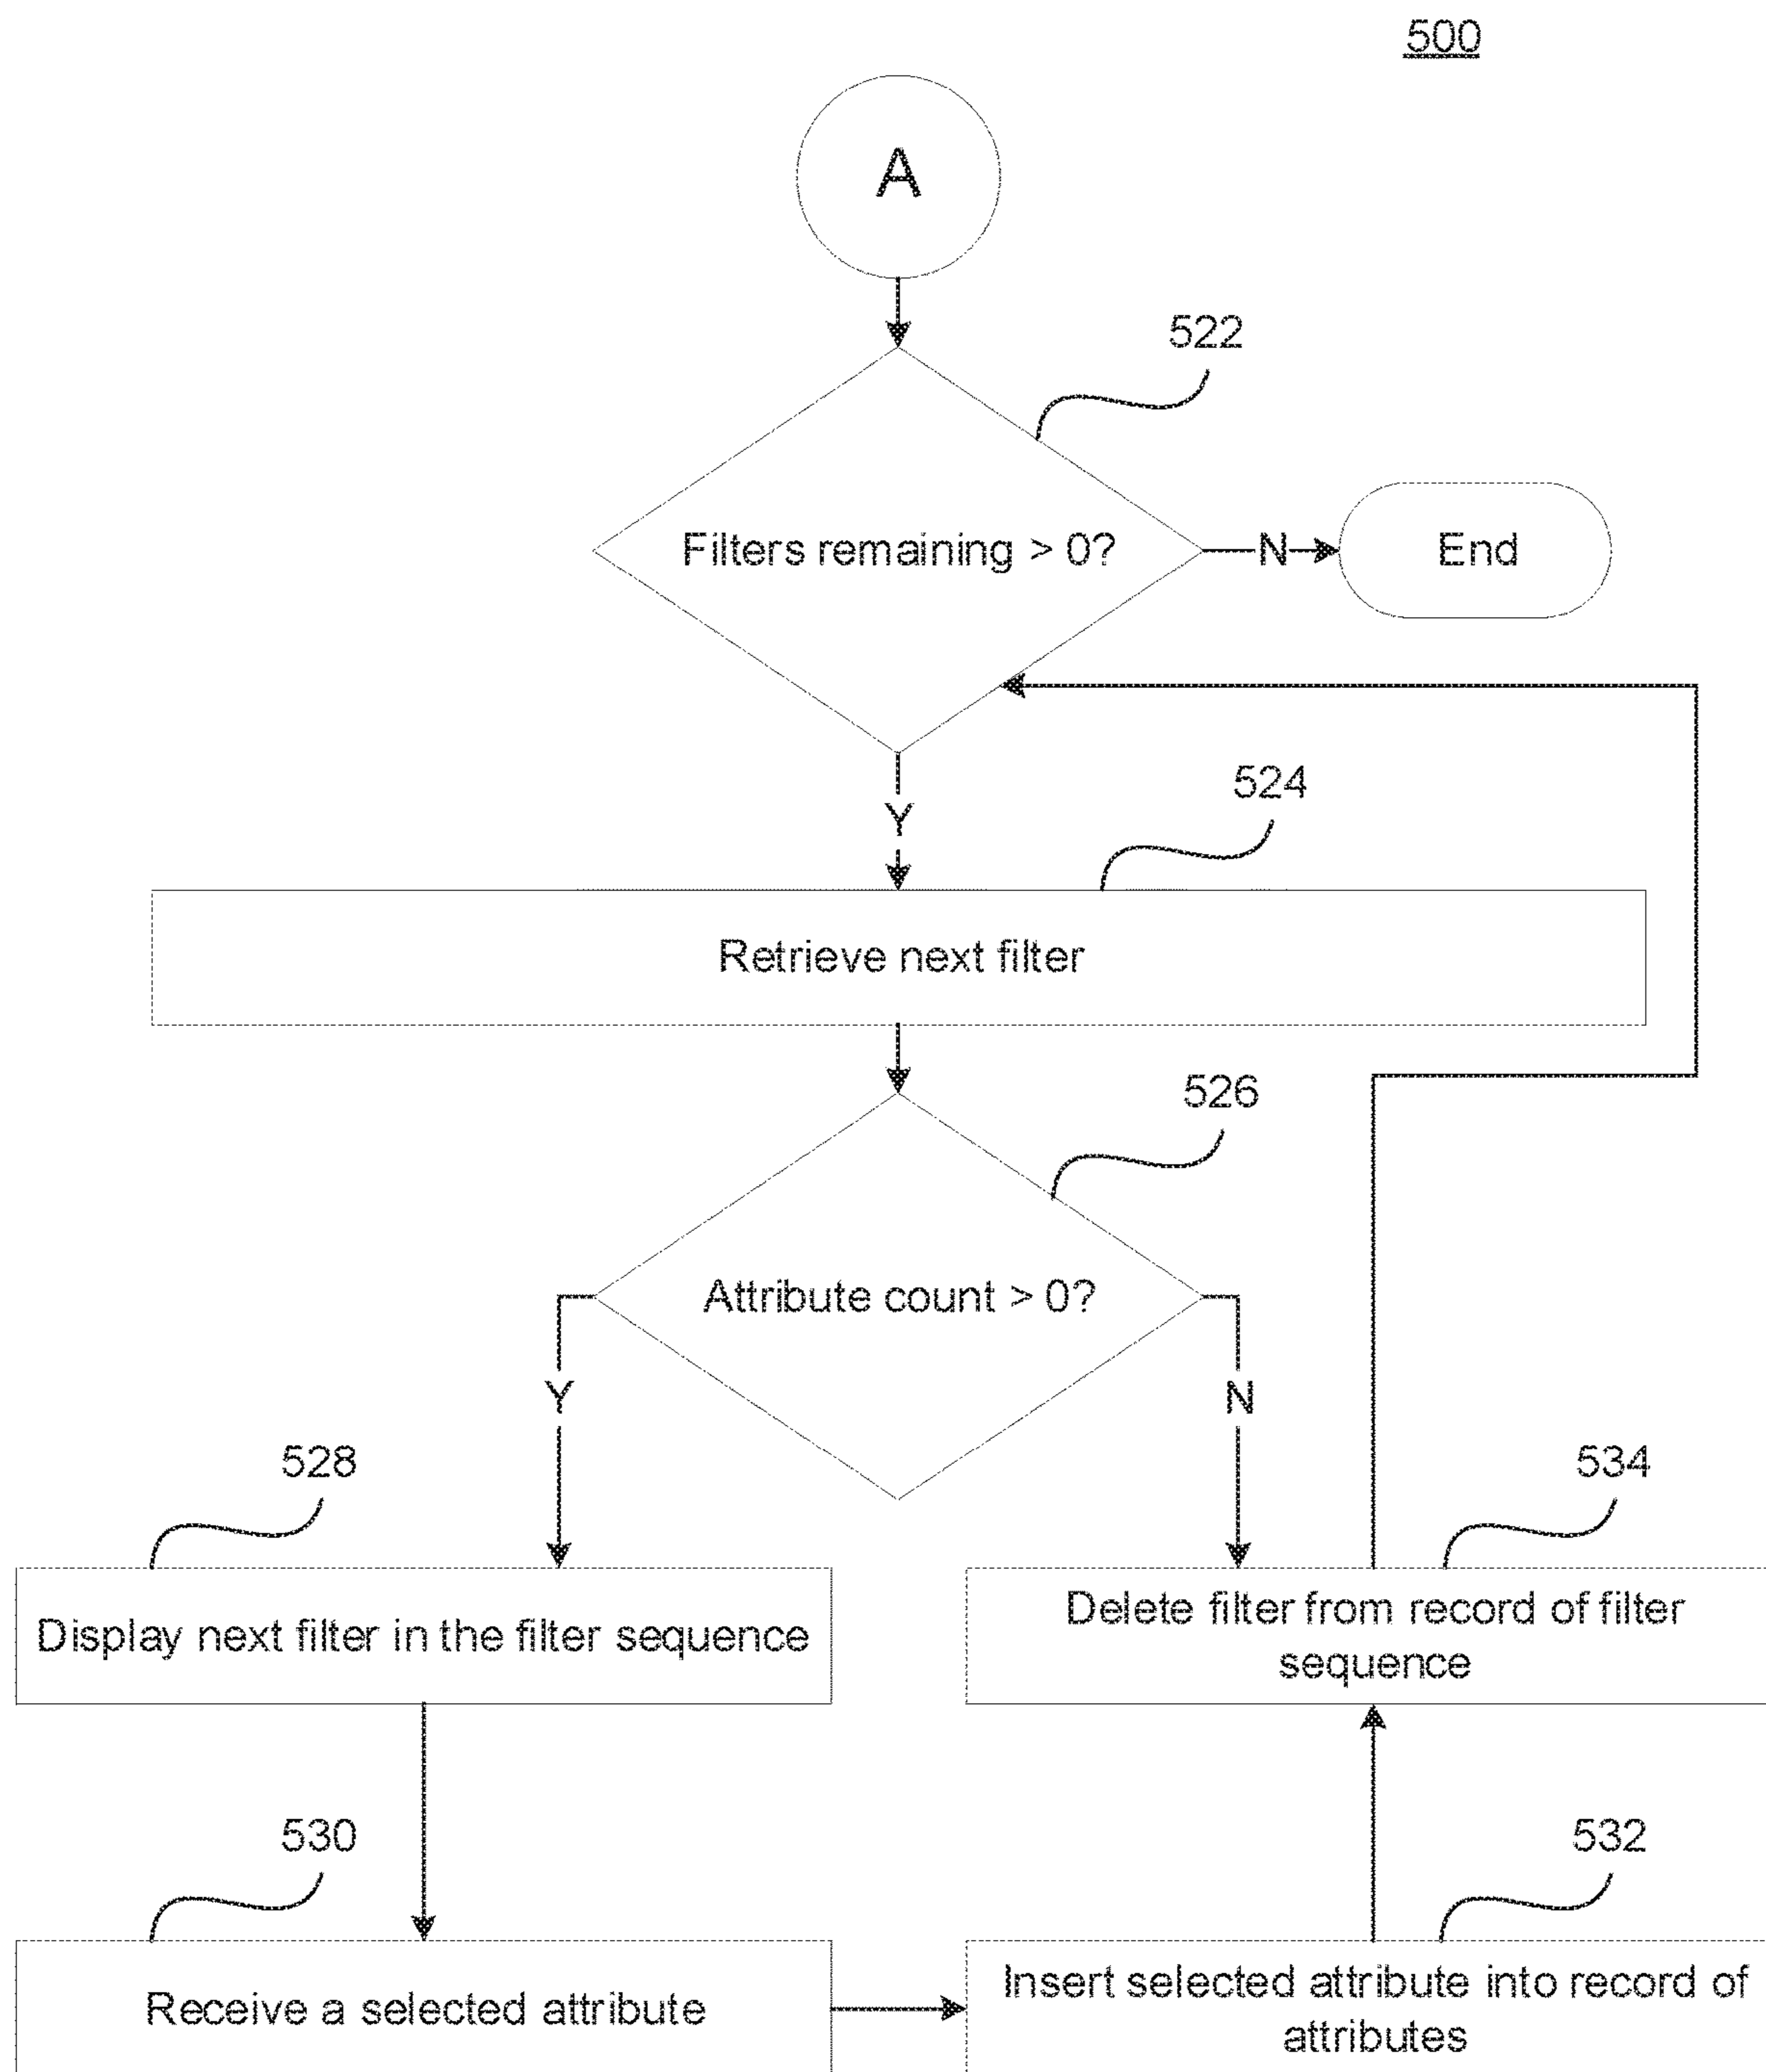 500
A
522
Filters remaining > 0?
N
End
Y
524
Retrieve next filter
526
Attribute count > 0?
Y
N
528
534
Display next filter in the filter sequence
Delete filter from record of filter
sequence
530
532
Receive a selected attribute
Insert selected attribute into record of
attributes